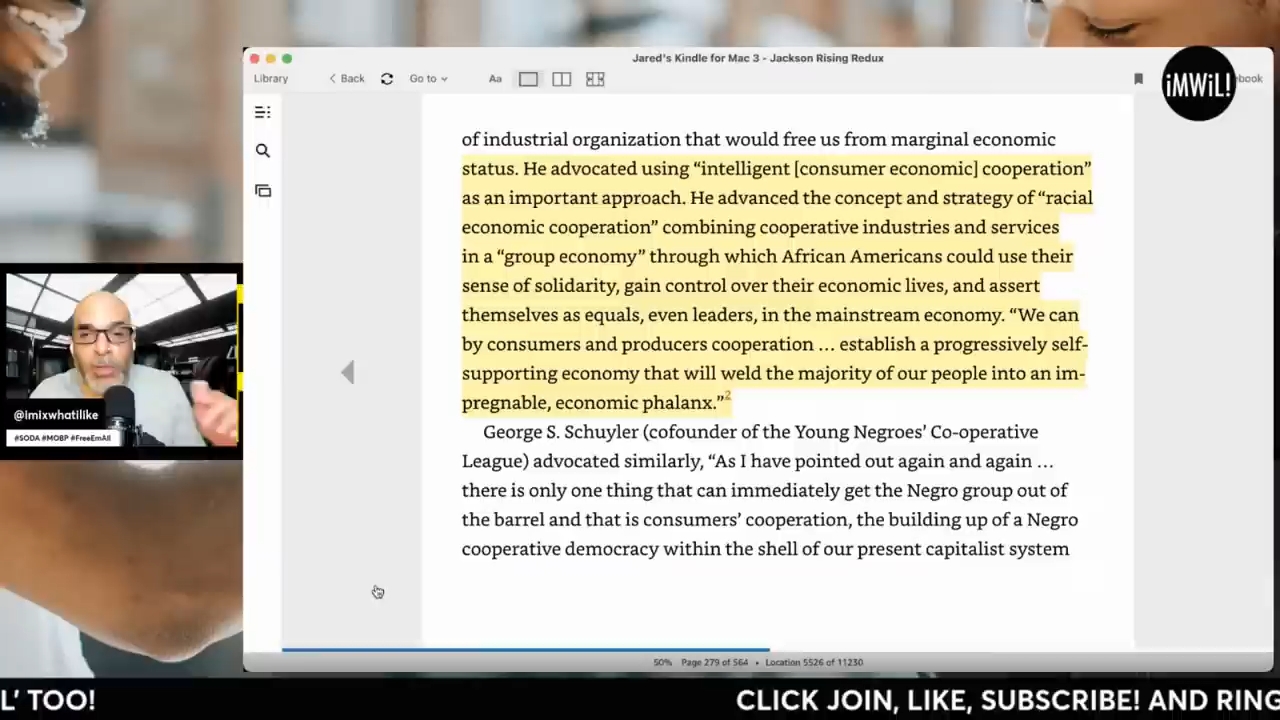 Jared's Kindle for Mac 3 - Jackson Rising Redux
Library
Back
Go to
Aa
ebook
iMWiL!
of industrial organization that would free us from marginal economic
status. He advocated using “intelligent [consumer economic] cooperation”
as an important approach. He advanced the concept and strategy of “racial
economic cooperation” combining cooperative industries and services
in a “group economy” through which African Americans could use their
sense of solidarity, gain control over their economic lives, and assert
themselves as equals, even leaders, in the mainstream economy. “We can
by consumers and producers cooperation … establish a progressively self-
supporting economy that will weld the majority of our people into an im-
pregnable, economic phalanx.”2
George S. Schuyler (cofounder of the Young Negroes’ Co-operative
League) advocated similarly, “As I have pointed out again and again …
there is only one thing that can immediately get the Negro group out of
the barrel and that is consumers’ cooperation, the building up of a Negro
cooperative democracy within the shell of our present capitalist system
50% Page 279 of 564 • Location 5526 of 11230
@imixwhatilike
#SODA #MOBP #FreeEmAll
L' TOO!
CLICK JOIN, LIKE, SUBSCRIBE! AND RING